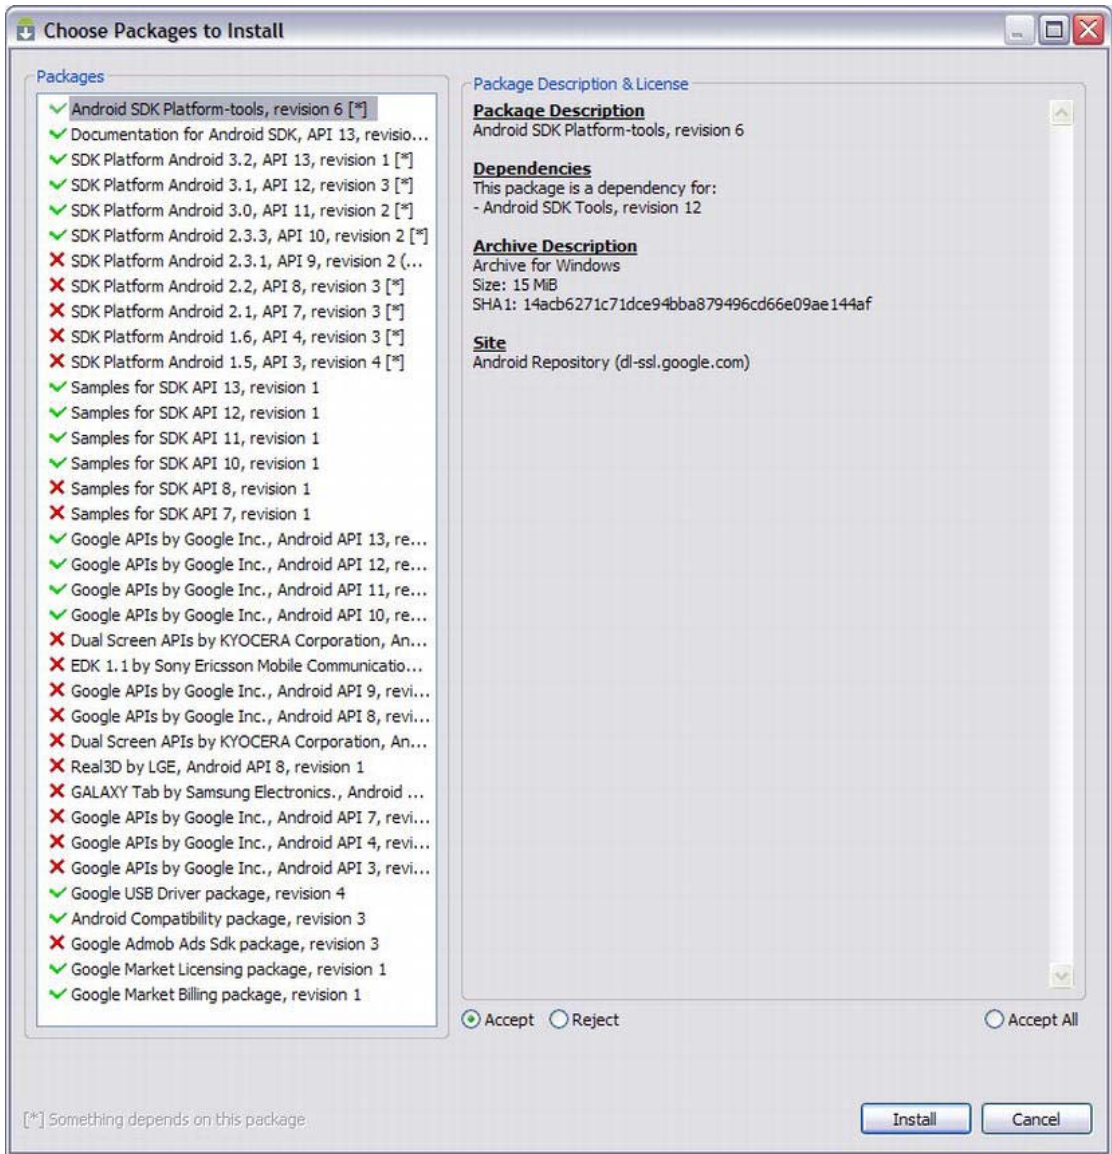 Choose Packages to Install
Packages
Android SDK Platform-tools, revision 6 [*]
Documentation for Android SDK, API 13, revisio...
SDK Platform Android 3.2, API 13, revision 1 [*]
SDK Platform Android 3.1, API 12, revision 3 [*]
SDK Platform Android 3.0, API 11, revision 2 [*]
SDK Platform Android 2.3.3, API 10, revision 2 [*]
SDK Platform Android 2.3.1, API 9, revision 2 (...
SDK Platform Android 2.2, API 8, revision 3 [*]
SDK Platform Android 2.1, API 7, revision 3 [*]
SDK Platform Android 1.6, API 4, revision 3 [*]
SDK Platform Android 1.5, API 3, revision 4 [*]
Samples for SDK API 13, revision 1
Samples for SDK API 12, revision 1
Samples for SDK API 11, revision 1
Samples for SDK API 10, revision 1
Samples for SDK API 8, revision 1
Samples for SDK API 7, revision 1
Google APIs by Google Inc., Android API 13, re...
Google APIs by Google Inc., Android API 12, re...
Google APIs by Google Inc., Android API 11, re...
Google APIs by Google Inc., Android API 10, re...
Dual Screen APIs by KYOCERA Corporation, An...
EDK 1.1 by Sony Ericsson Mobile Communicatio...
Google APIs by Google Inc., Android API 9, revi...
Google APIs by Google Inc., Android API 8, revi...
Dual Screen APIs by KYOCERA Corporation, An...
Real3D by LGE, Android API 8, revision 1
GALAXY Tab by Samsung Electronics., Android ...
Google APIs by Google Inc., Android API 7, revi...
Google APIs by Google Inc., Android API 4, revi...
Google APIs by Google Inc., Android API 3, revi...
Google USB Driver package, revision 4
Android Compatibility package, revision 3
Google Admob Ads Sdk package, revision 3
Google Market Licensing package, revision 1
Google Market Billing package, revision 1
Package Description & License
Package Description
Android SDK Platform-tools, revision 6
Dependencies
This package is a dependency for:
- Android SDK Tools, revision 12
Archive Description
Archive for Windows
Size: 15 MiB
SHA1: 14acb6271c71dce94bba879496cd66e09ae144af
Site
Android Repository (dl-ssl.google.com)
Accept Reject Accept All
[*] Something depends on this package
Install Cancel